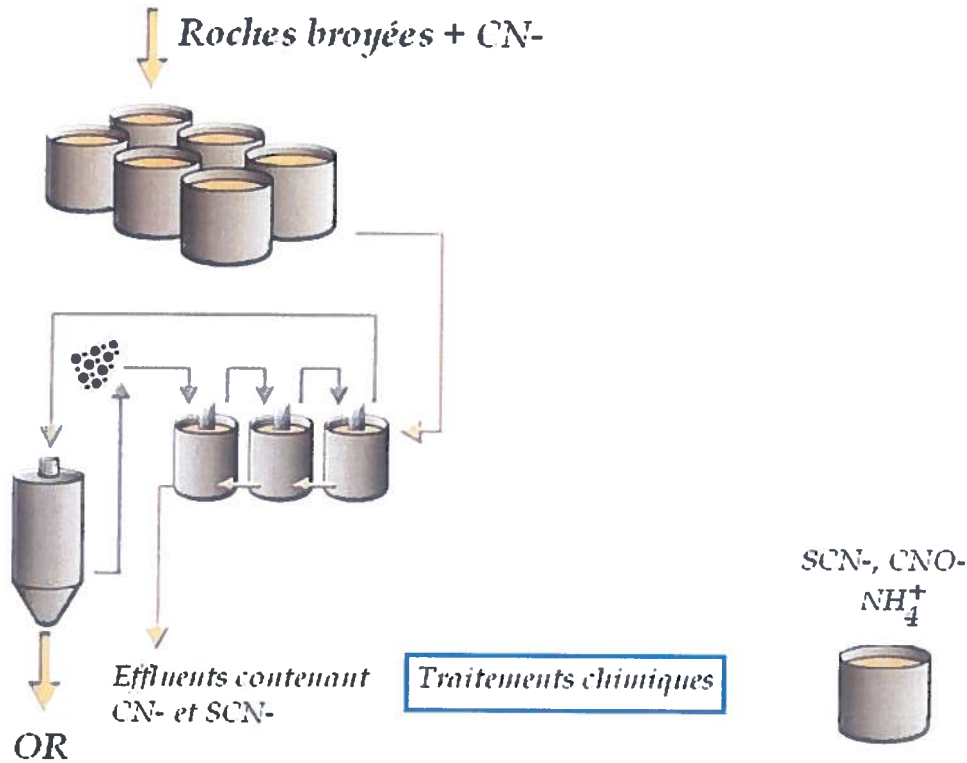 Roches broyées + CN-
SCN-, CNO-
NH4+
Effluents contenant
CN- et SCN-
Traitements chimiques
OR